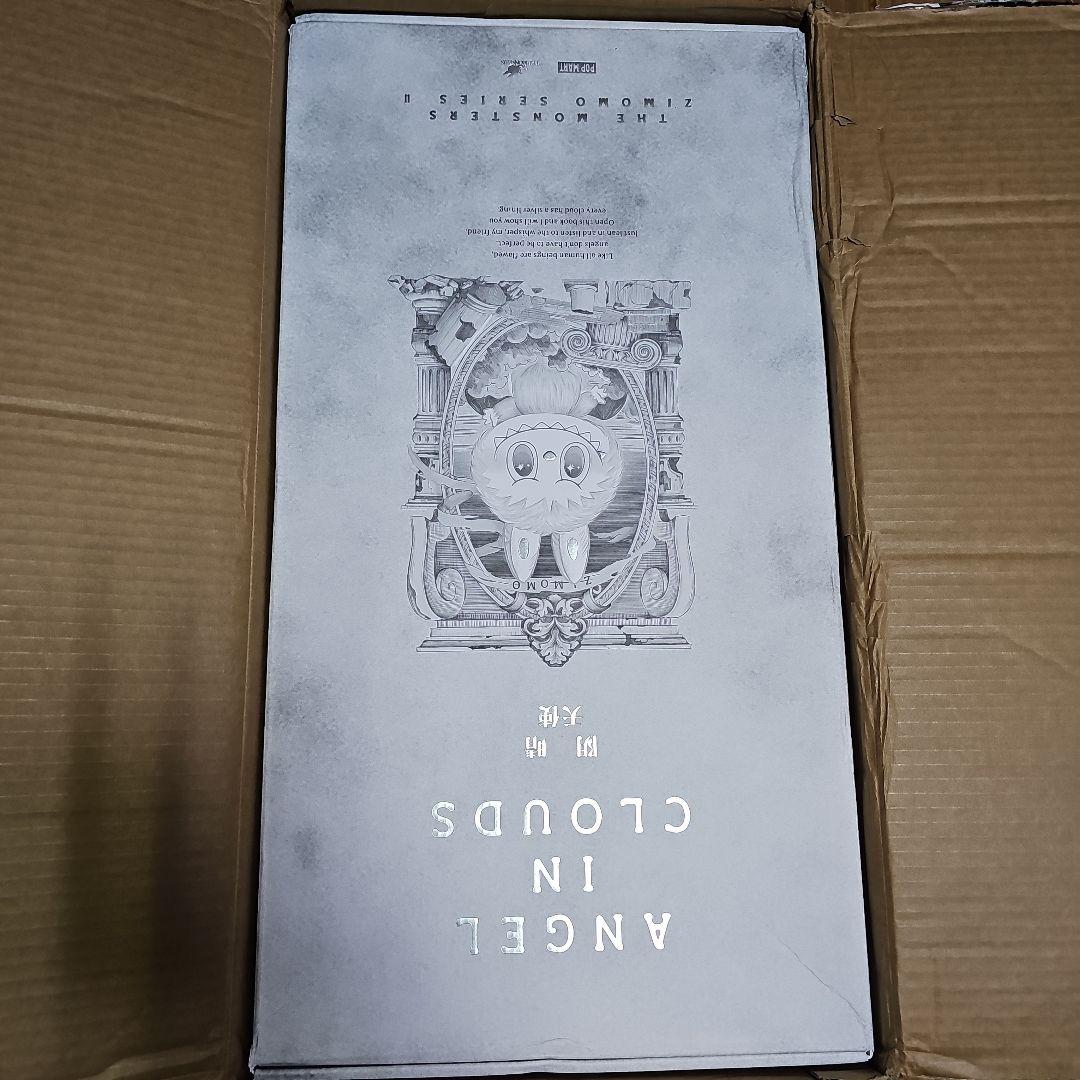 ANGEL
IN
CLOUDS
阴 晴
天使
ZIMOMO
Like all human beings are flawed,
angels don't have to be perfect.
Just lean in and listen to the whisper, my friend,
Open this book and I will show you
every cloud has a silver lining.
THE MONSTERS
ZIMOMO SERIES II
POP MART